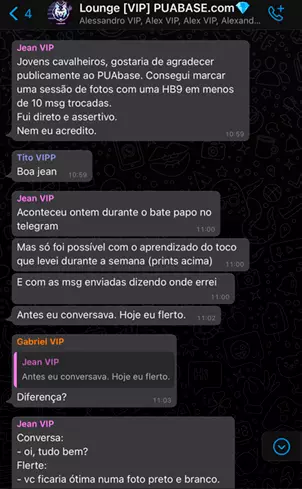 4
Lounge [VIP] PUABASE.com💎
Alessandro VIP, Alex VIP, Alex VIP, Alexand...
Jean VIP
Jovens cavalheiros, gostaria de agradecer
publicamente ao PUAbase. Consegui marcar
uma sessão de fotos com uma HB9 em menos
de 10 msg trocadas.
Fui direto e assertivo.
Nem eu acredito.
10:59
Tito VIPP
Boa jean
10:59
Jean VIP
Aconteceu ontem durante o bate papo no
telegram
11:00
Mas só foi possível com o aprendizado do toco
que levei durante a semana (prints acima)
11:00
E com as msg enviadas dizendo onde errei
11:00
Antes eu conversava. Hoje eu flerto.
11:02
Gabriel VIP
Jean VIP
Antes eu conversava. Hoje eu flerto.
Diferença?
11:03
Jean VIP
Conversa:
- oi, tudo bem?
Flerte:
- vc ficaria ótima numa foto preto e branco.